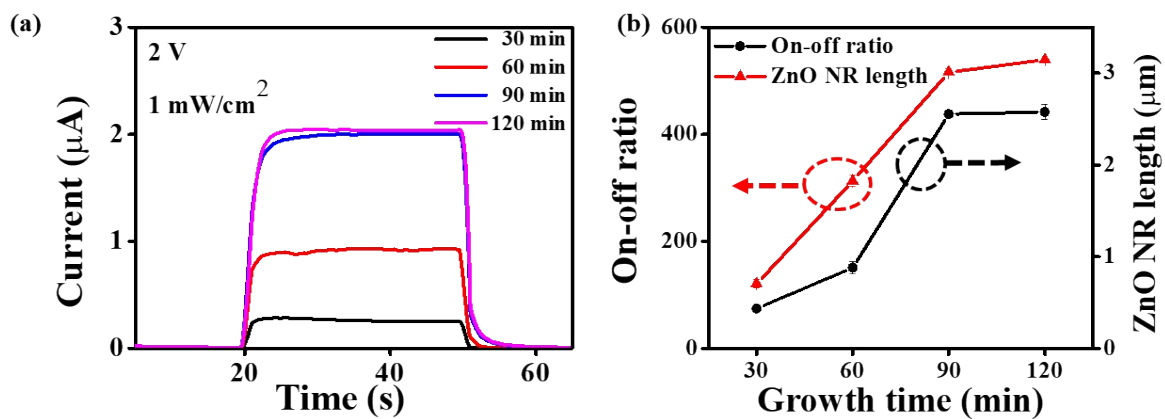 (a)
Current (μA)
3
2
1
0
2 V
1 mW/cm²
30 min
60 min
90 min
120 min
20
40
60
Time (s)
(b)
On-off ratio
600
400
200
0
On-off ratio
ZnO NR length
3
2
1
0
ZnO NR length (μm)
30
60
90
120
Growth time (min)